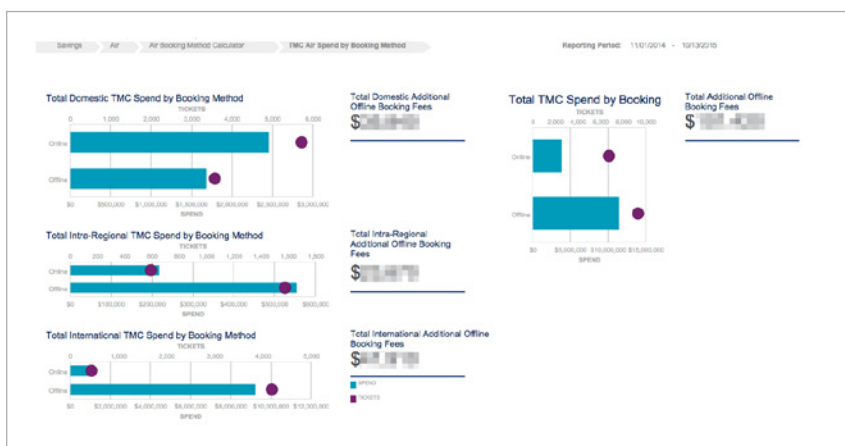 Savings Air Air Booking Method Calculator TMC Air Spend by Booking Method
Reporting Period: 11/01/2014 - 10/13/2015
Total Domestic TMC Spend by Booking Method
TICKETS
0 1,000 2,000 3,000 4,000 5,000 6,000
Online
Offline
$0 $500,000 $1,000,000 $1,500,000 $2,000,000 $2,500,000 $3,000,000
SPEND
Total Domestic Additional
Offline Booking Fees
$
Total TMC Spend by Booking
TICKETS
0 2,000 4,000 6,000 8,000 10,000
Online
Offline
$0 $5,000,000 $10,000,000 $15,000,000
SPEND
Total Additional Offline
Booking Fees
$
Total Intra-Regional TMC Spend by Booking Method
TICKETS
0 200 400 600 800 1,000 1,200 1,400 1,600 1,800
Online
Offline
$0 $100,000 $200,000 $300,000 $400,000 $500,000
SPEND
Total Intra-Regional
Additional Offline Booking
Fees
$
Total International TMC Spend by Booking Method
TICKETS
0 1,000 2,000 3,000 4,000 5,000
Online
Offline
$0 $2,000,000 $4,000,000 $6,000,000 $8,000,000 $10,000,000 $12,000,000
SPEND
Total International Additional Offline
Booking Fees
$
SPEND
TICKETS